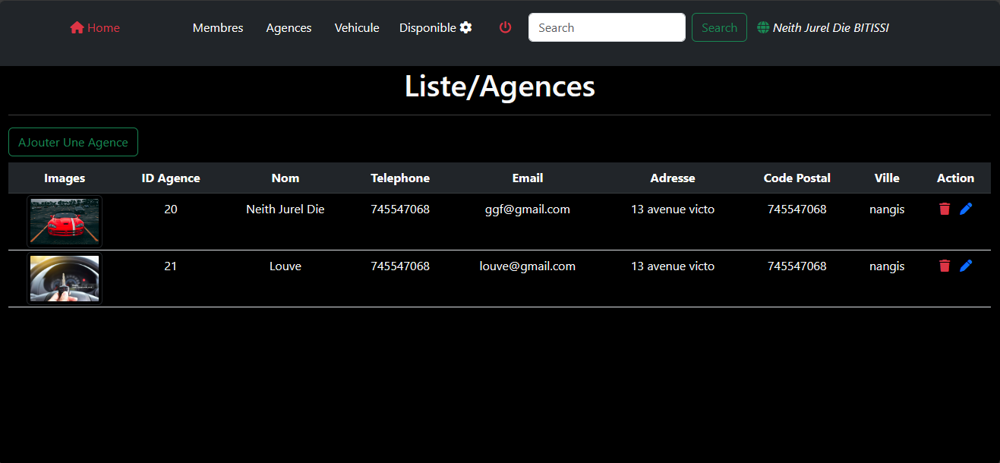 Home Membres Agences Vehicule Disponible Search Search Neith Jurel Die BITISSI
Liste/Agences
AJouter Une Agence
Images ID Agence Nom Telephone Email Adresse Code Postal Ville Action
20 Neith Jurel Die 745547068 ggf@gmail.com 13 avenue victo 745547068 nangis
21 Louve 745547068 louve@gmail.com 13 avenue victo 745547068 nangis